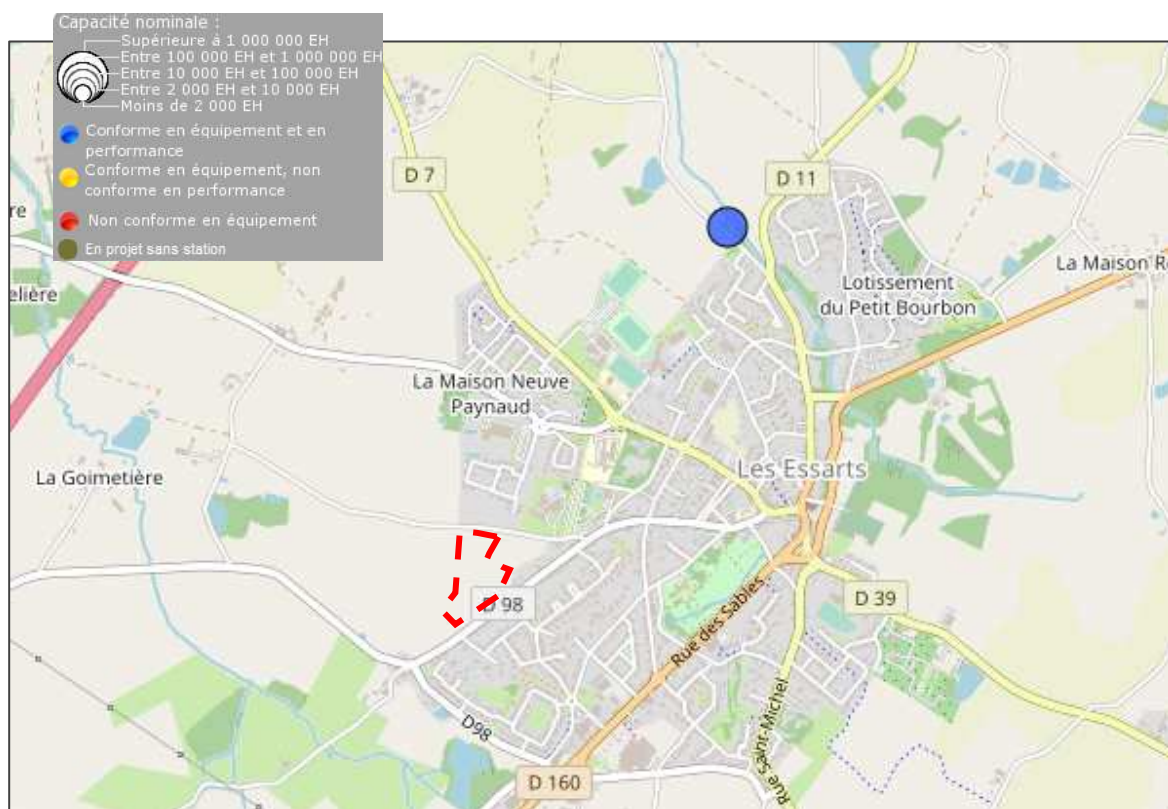 Capacité nominale :
Supérieure à 1 000 000 EH
Entre 100 000 EH et 1 000 000 EH
Entre 10 000 EH et 100 000 EH
Entre 2 000 EH et 10 000 EH
Moins de 2 000 EH
Conforme en équipement et en
performance
Conforme en équipement, non
conforme en performance
Non conforme en équipement
En projet sans station
D 7
D 11
re
elière
La Maison R
Lotissement
du Petit Bourbon
La Maison Neuve
Paynaud
La Goimetière
Les Essarts
D 98
D 39
Rue des Sables
D98
Rue Saint-Michel
D 160